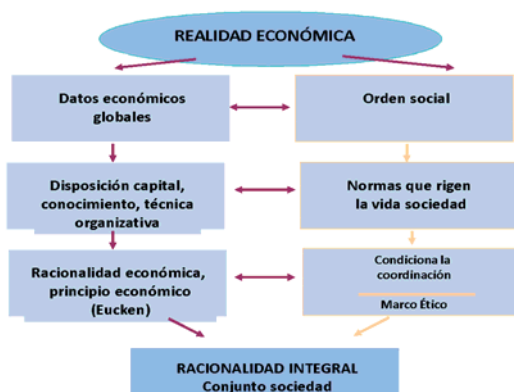 REALIDAD ECONÓMICA
Datos económicos
globales
Orden social
Disposición capital,
conocimiento, técnica
organizativa
Normas que rigen
la vida sociedad
Racionalidad económica,
principio económico
(Eucken)
Condiciona la
coordinación
Marco Ético
RACIONALIDAD INTEGRAL
Conjunto sociedad